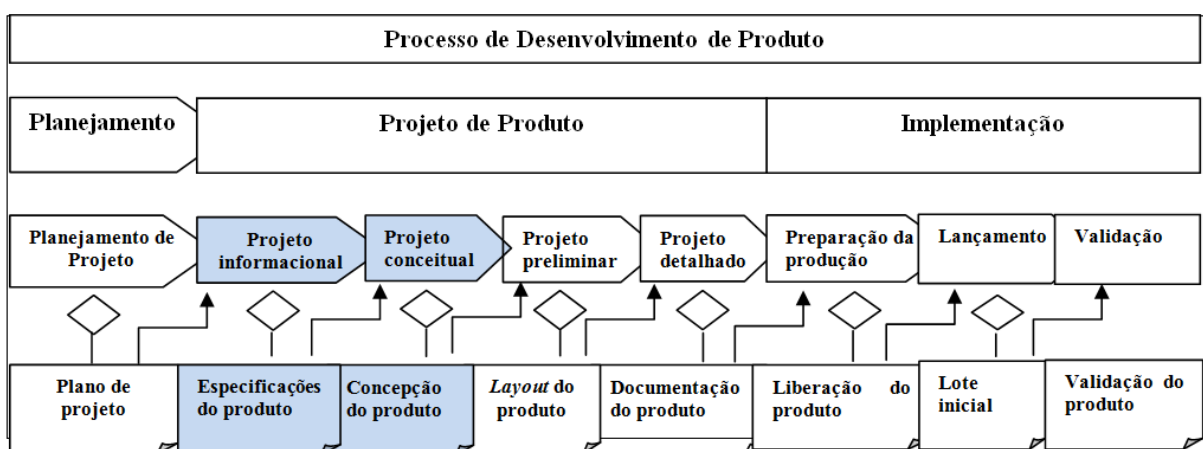 Processo de Desenvolvimento de Produto
Planejamento
Projeto de Produto
Implementação
Planejamento de
Projeto
Projeto
informacional
Projeto
conceitual
Projeto
preliminar
Projeto
detalhado
Preparação da
produção
Lançamento
Validação
Plano de
projeto
Especificações
do produto
Concepção
do produto
Layout do
produto
Documentação
do produto
Liberação do
produto
Lote
inicial
Validação do
produto